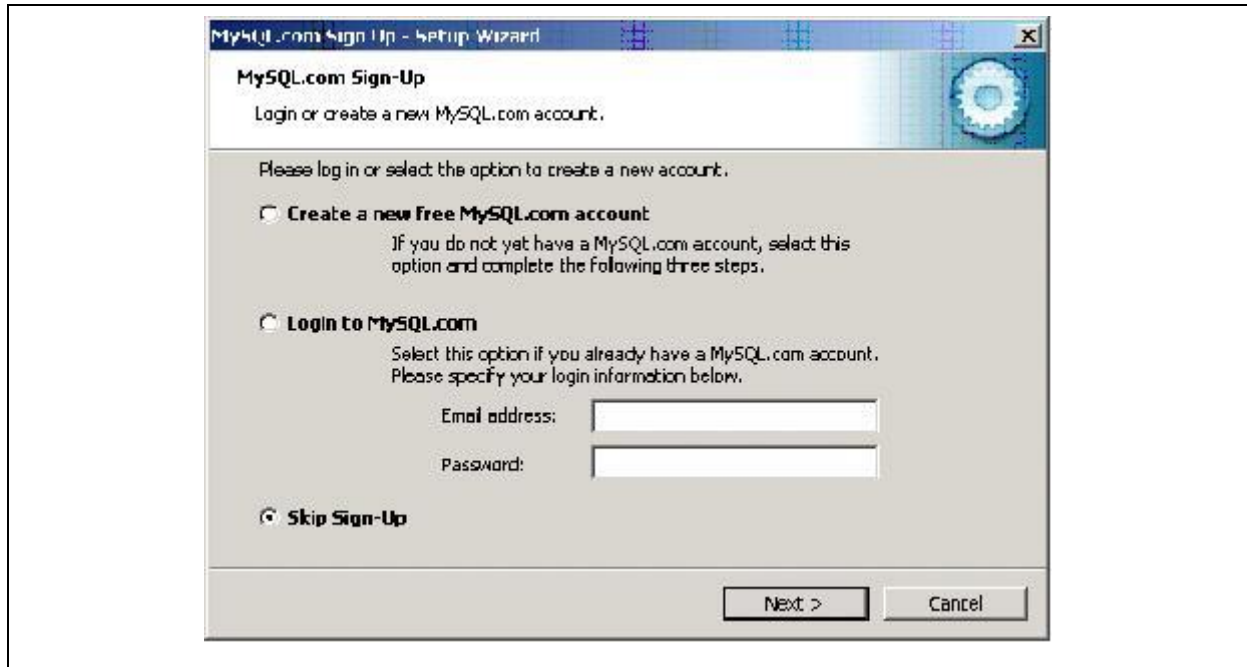 MySQL.com Sign Up - Setup Wizard
MySQL.com Sign-Up
Login or create a new MySQL.com account.
Please log in or select the option to create a new account.
Create a new free MySQL.com account
If you do not yet have a MySQL.com account, select this
option and complete the following three steps.
Login to MySQL.com
Select this option if you already have a MySQL.com account.
Please specify your login information below.
Email address:
Password:
Skip Sign-Up
Next >
Cancel